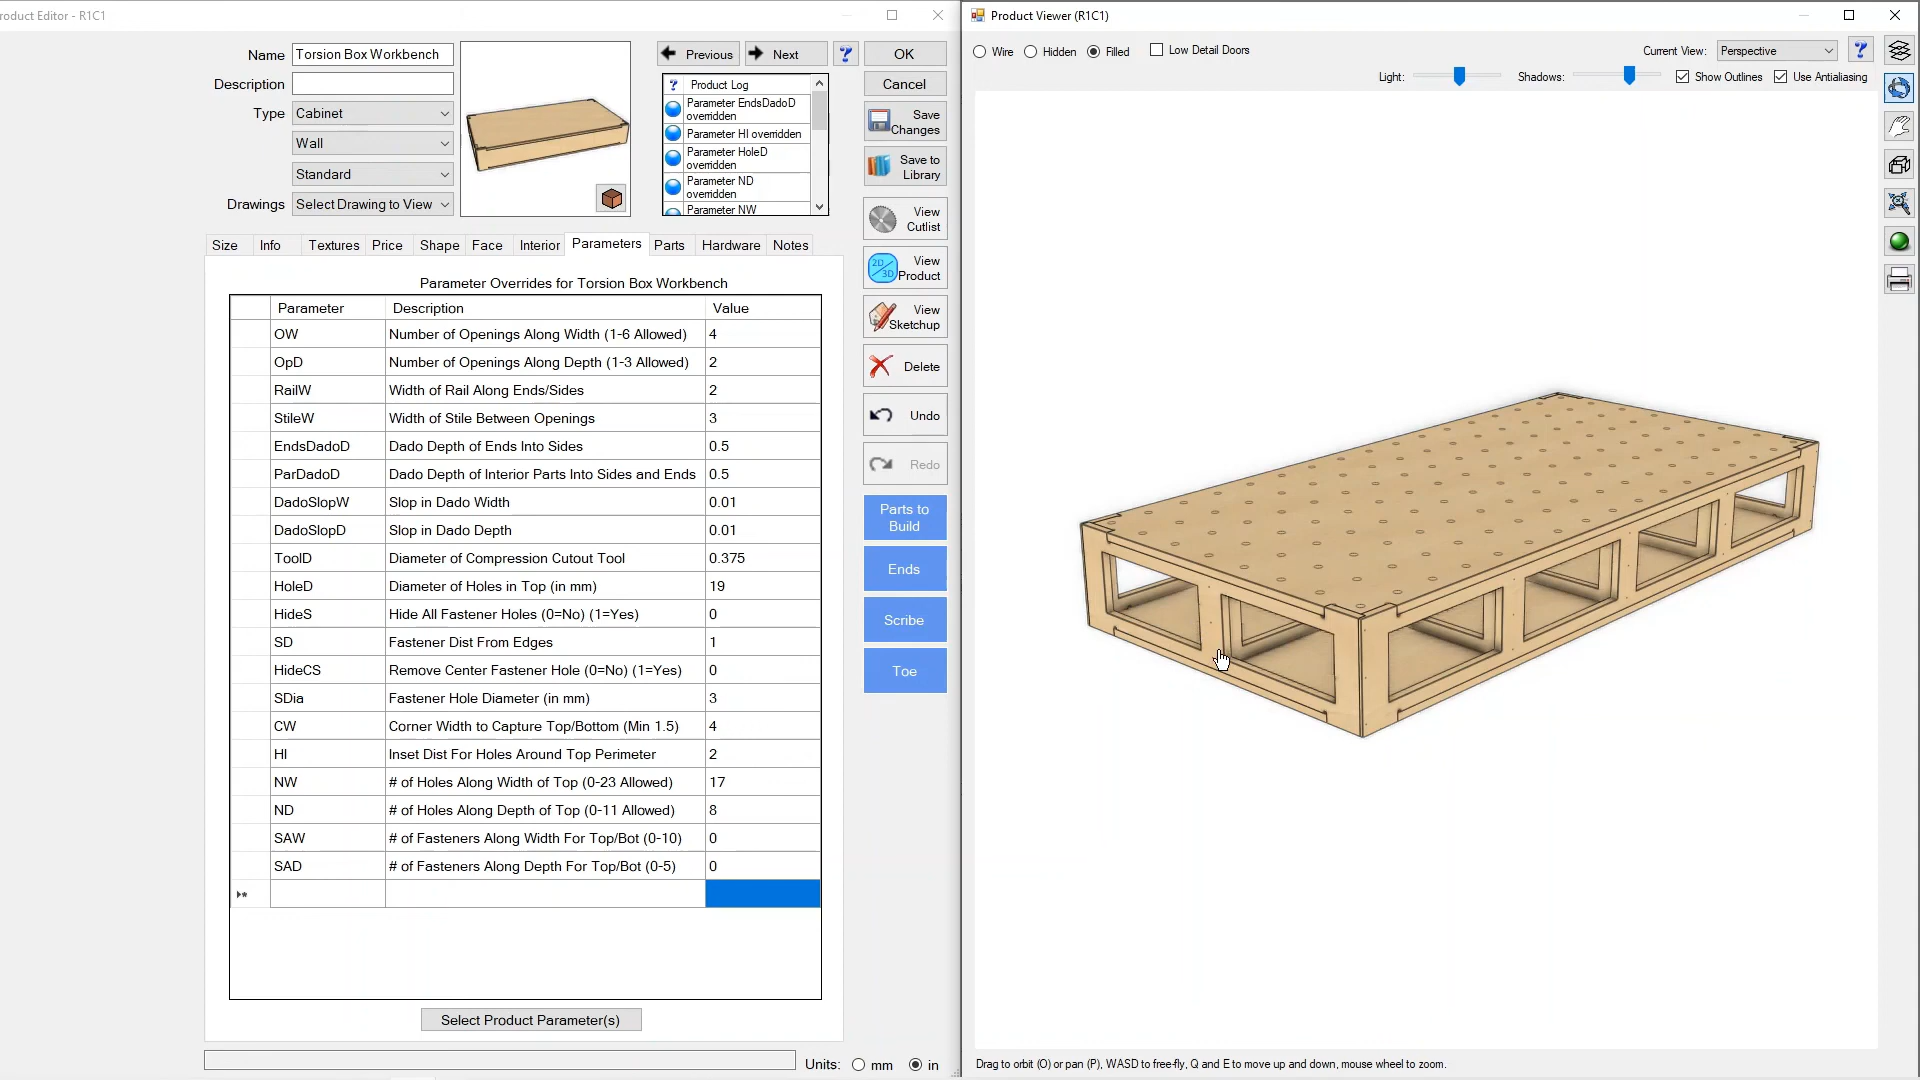 roduct Editor - R1C1
Name Torsion Box Workbench
Description
Type Cabinet
Wall
Standard
Drawings Select Drawing to View
Previous Next ? OK
? Product Log
Parameter EndsDadoD
overridden
Parameter HI overridden
Parameter HoleD
overridden
Parameter ND
overridden
Parameter NW
Cancel
Save
Changes
Save to
Library
View
Cutlist
2D/3D View
Product
View
Sketchup
Delete
Undo
Redo
Parts to
Build
Ends
Scribe
Toe
Size Info Textures Price Shape Face Interior Parameters Parts Hardware Notes
Parameter Overrides for Torsion Box Workbench
Parameter Description Value
OW Number of Openings Along Width (1-6 Allowed) 4
OpD Number of Openings Along Depth (1-3 Allowed) 2
RailW Width of Rail Along Ends/Sides 2
StileW Width of Stile Between Openings 3
EndsDadoD Dado Depth of Ends Into Sides 0.5
ParDadoD Dado Depth of Interior Parts Into Sides and Ends 0.5
DadoSlopW Slop in Dado Width 0.01
DadoSlopD Slop in Dado Depth 0.01
ToolD Diameter of Compression Cutout Tool 0.375
HoleD Diameter of Holes in Top (in mm) 19
HideS Hide All Fastener Holes (0=No) (1=Yes) 0
SD Fastener Dist From Edges 1
HideCS Remove Center Fastener Hole (0=No) (1=Yes) 0
SDia Fastener Hole Diameter (in mm) 3
CW Corner Width to Capture Top/Bottom (Min 1.5) 4
HI Inset Dist For Holes Around Top Perimeter 2
NW # of Holes Along Width of Top (0-23 Allowed) 17
ND # of Holes Along Depth of Top (0-11 Allowed) 8
SAW # of Fasteners Along Width For Top/Bot (0-10) 0
SAD # of Fasteners Along Depth For Top/Bot (0-5) 0
Select Product Parameter(s)
Units: mm in
Product Viewer (R1C1)
Wire Hidden Filled Low Detail Doors Current View: Perspective ?
Light: Shadows: Show Outlines Use Antialiasing
Drag to orbit (O) or pan (P), WASD to free-fly, Q and E to move up and down, mouse wheel to zoom.